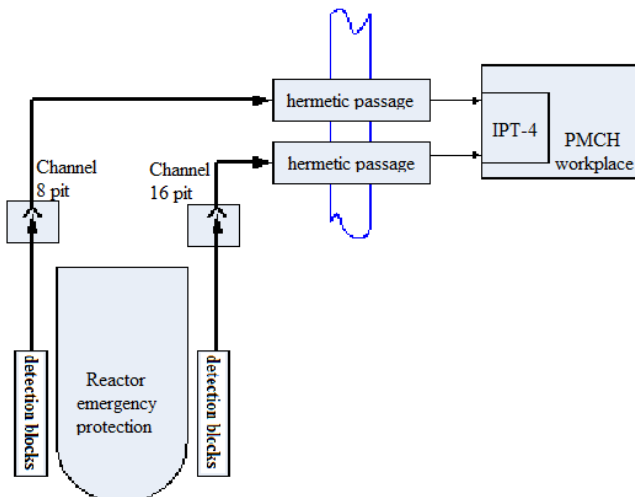 hermetic passage
IPT-4
PMCH
workplace
hermetic passage
Channel
8 pit
Channel
16 pit
detection blocks
Reactor
emergency
protection
detection blocks